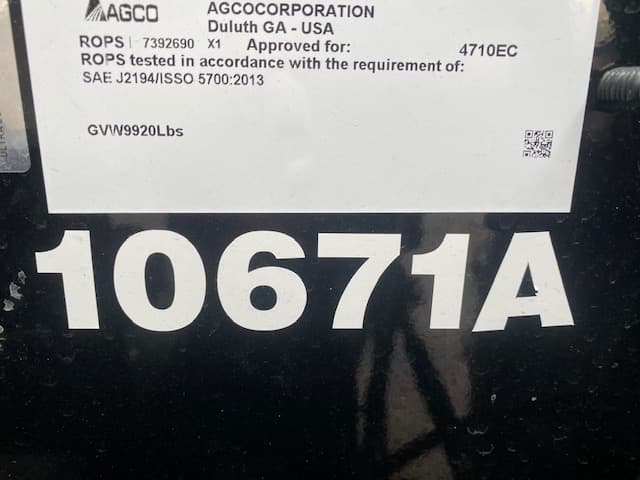 AGCO
AGCOCORPORATION
Duluth GA - USA
ROPS 7392690 X1 Approved for: 4710EC
ROPS tested in accordance with the requirement of:
SAE J2194/ISSO 5700:2013
GVW9920Lbs
10671A